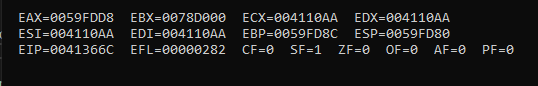 EAX=0059FDD8 EBX=0078D000 ECX=004110AA EDX=004110AA
ESI=004110AA EDI=004110AA EBP=0059FD8C ESP=0059FD80
EIP=0041366C EFL=00000282 CF=0 SF=1 ZF=0 OF=0 AF=0 PF=0